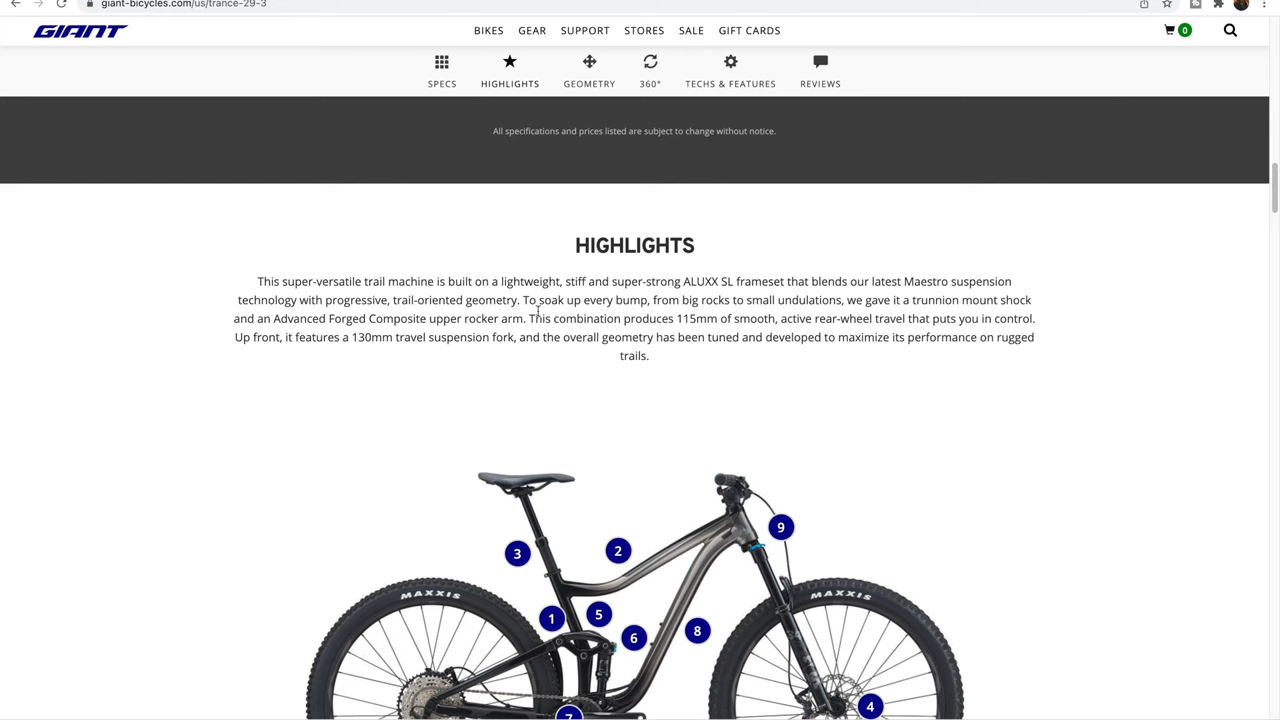 giant-bicycles.com/us/trance-29-3
GIANT
BIKES GEAR SUPPORT STORES SALE GIFT CARDS
0
SPECS HIGHLIGHTS GEOMETRY 360° TECHS & FEATURES REVIEWS
All specifications and prices listed are subject to change without notice.
HIGHLIGHTS
This super-versatile trail machine is built on a lightweight, stiff and super-strong ALUXX SL frameset that blends our latest Maestro suspension
technology with progressive, trail-oriented geometry. To soak up every bump, from big rocks to small undulations, we gave it a trunnion mount shock
and an Advanced Forged Composite upper rocker arm. This combination produces 115mm of smooth, active rear-wheel travel that puts you in control.
Up front, it features a 130mm travel suspension fork, and the overall geometry has been tuned and developed to maximize its performance on rugged
trails.
9
3 2
MAXXIS MAXXIS
1 5
6 8
4
7